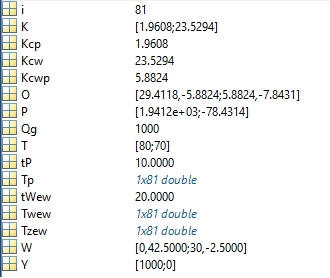 i 81
K [1.9608;23.5294]
Kcp 1.9608
Kcw 23.5294
Kcwp 5.8824
O [29.4118,-5.8824;5.8824,-7.8431]
P [1.9412e+03;-78.4314]
Qg 1000
T [80;70]
tP 10.0000
Tp 1x81 double
tWew 20.0000
Twew 1x81 double
Tzew 1x81 double
W [0,42.5000;30,-2.5000]
Y [1000;0]